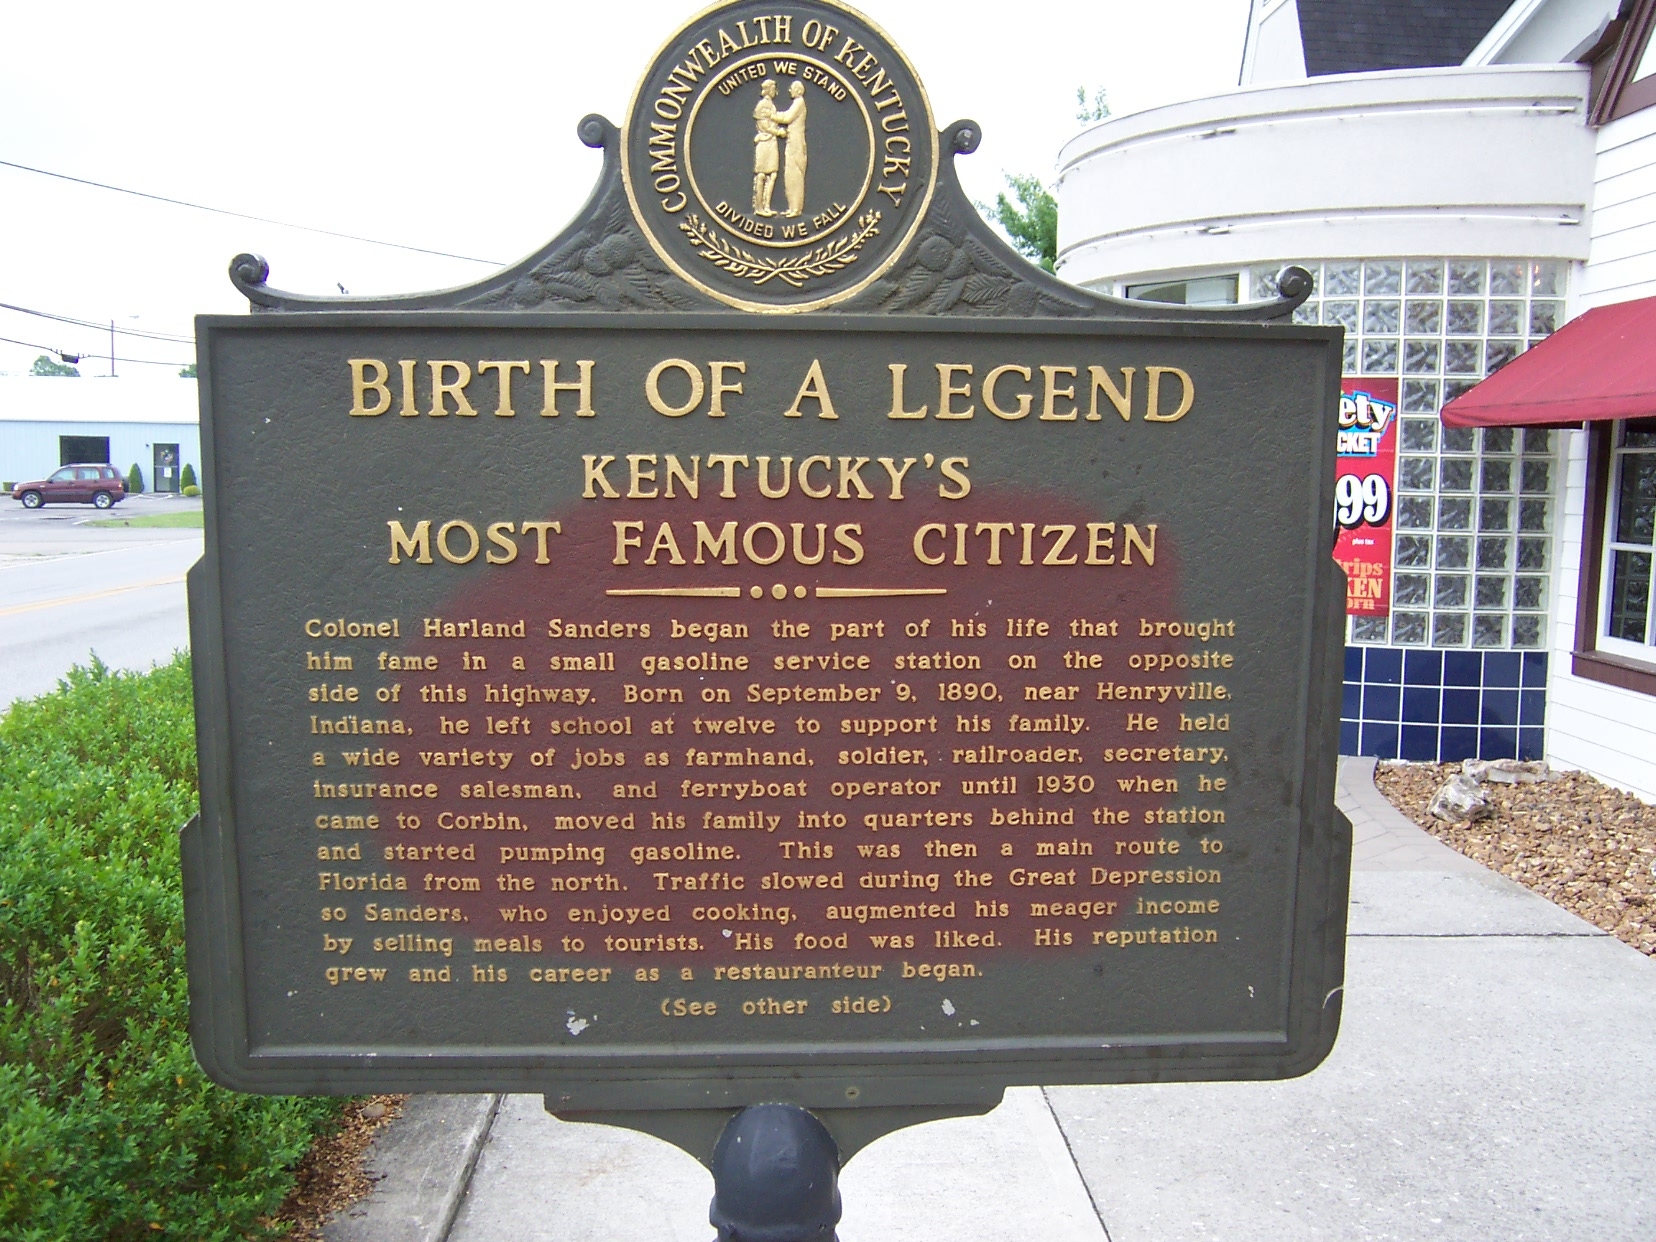 COMMONWEALTH OF KENTUCKY
UNITED WE STAND
DIVIDED WE FALL
BIRTH OF A LEGEND
KENTUCKY'S
MOST FAMOUS CITIZEN
Colonel Harland Sanders began the part of his life that brought
him fame in a small gasoline service station on the opposite
side of this highway. Born on September 9, 1890, near Henryville,
Indiana, he left school at twelve to support his family. He held
a wide variety of jobs as farmhand, soldier, railroader, secretary,
insurance salesman, and ferryboat operator until 1930 when he
came to Corbin, moved his family into quarters behind the station
and started pumping gasoline. This was then a main route to
Florida from the north. Traffic slowed during the Great Depression
so Sanders, who enjoyed cooking, augmented his meager income
by selling meals to tourists. His food was liked. His reputation
grew and his career as a restauranteur began.
(See other side)
99
plus tax